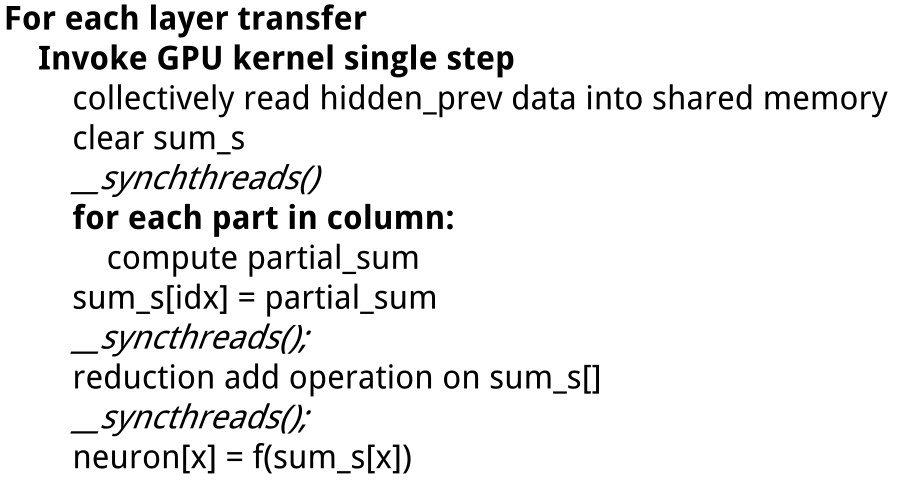 For each layer transfer
Invoke GPU kernel single step
collectively read hidden_prev data into shared memory
clear sum_s
__synchthreads()
for each part in column:
compute partial_sum
sum_s[idx] = partial_sum
__syncthreads();
reduction add operation on sum_s[]
__syncthreads();
neuron[x] = f(sum_s[x])